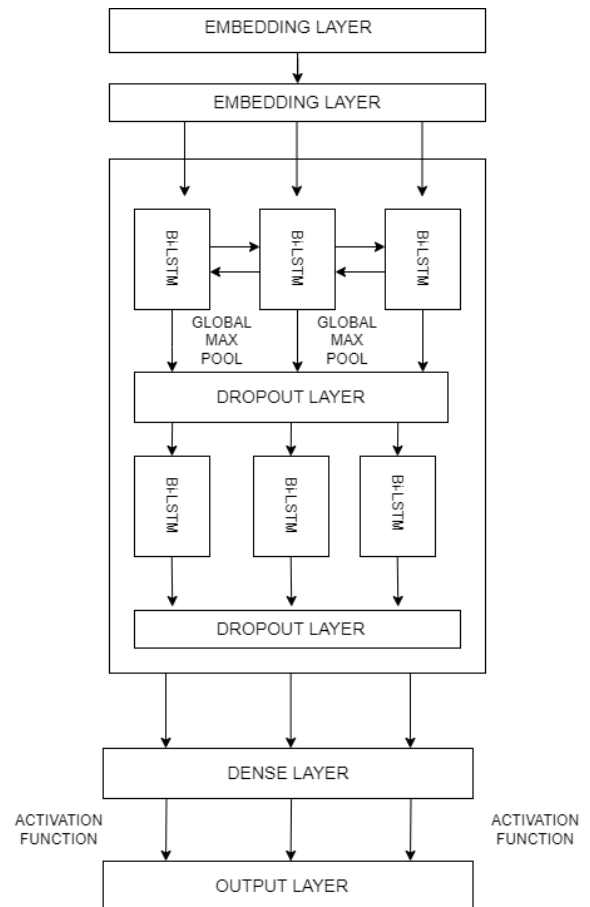 EMBEDDING LAYER
EMBEDDING LAYER
Bi-LSTM
Bi-LSTM
Bi-LSTM
GLOBAL
MAX
POOL
GLOBAL
MAX
POOL
DROPOUT LAYER
Bi-LSTM
Bi-LSTM
Bi-LSTM
DROPOUT LAYER
DENSE LAYER
ACTIVATION
FUNCTION
ACTIVATION
FUNCTION
OUTPUT LAYER